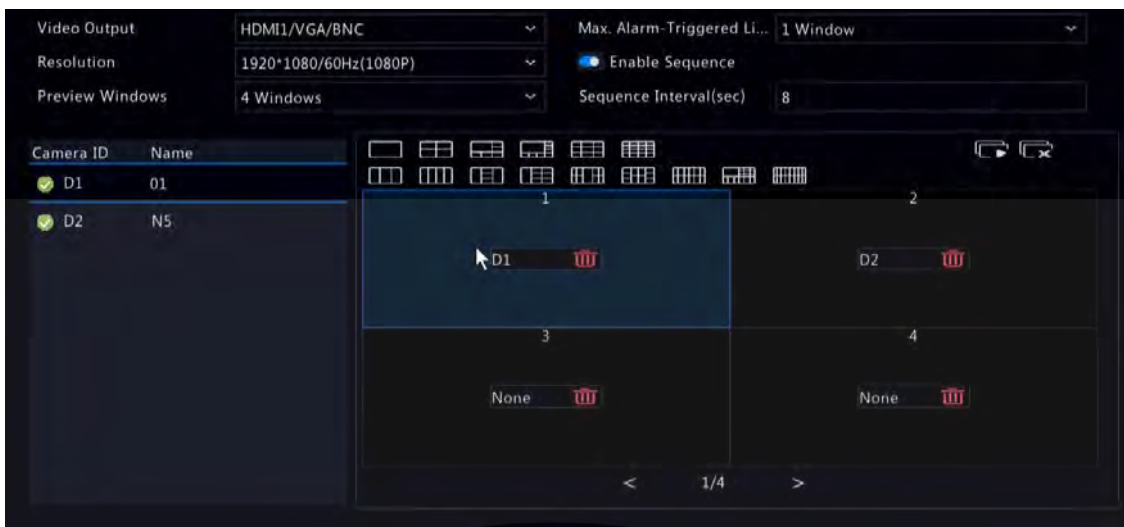 Video Output HDMI1/VGA/BNC Max. Alarm-Triggered Li... 1 Window
Resolution 1920*1080/60Hz(1080P) Enable Sequence
Preview Windows 4 Windows Sequence Interval(sec) 8
Camera ID Name
D1 01
D2 N5
1 2
D1 D2
3 4
None None
< 1/4 >